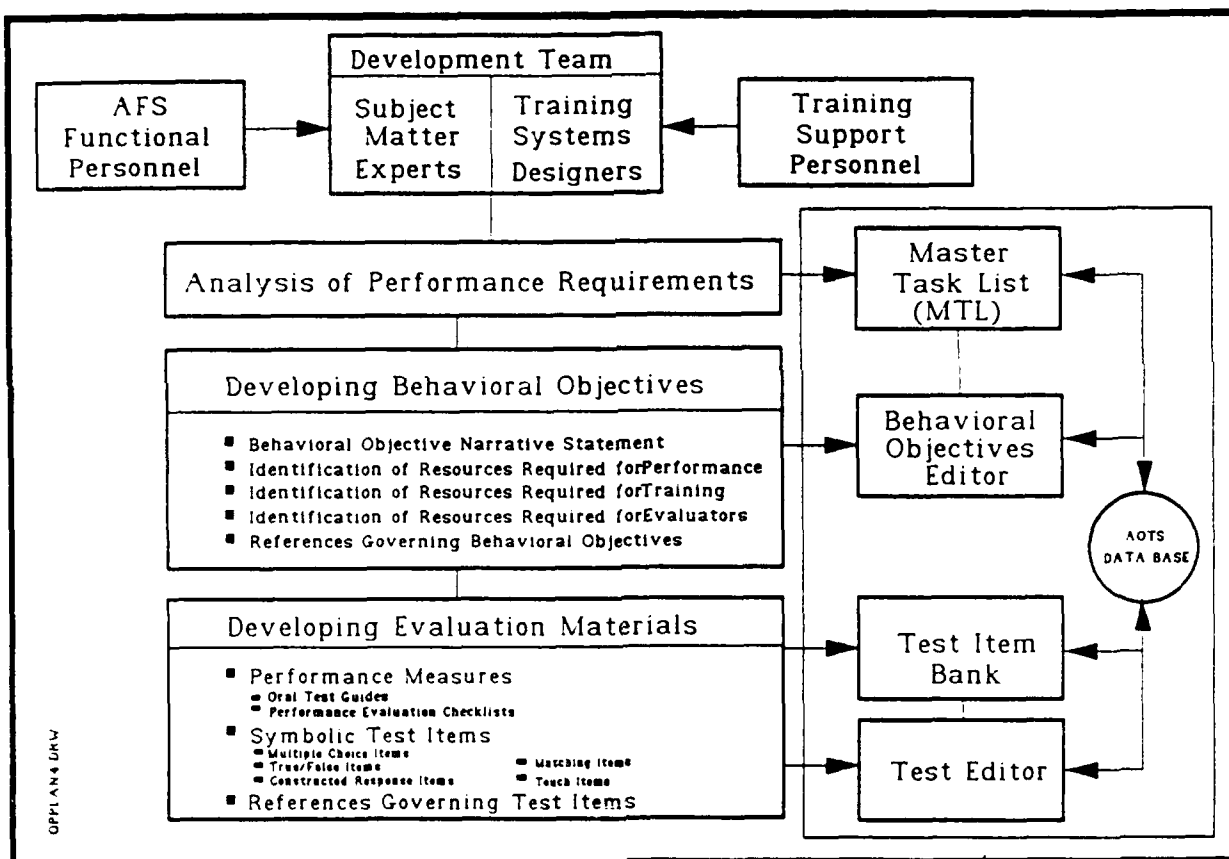 Development Team
AFS
Functional
Personnel
Subject
Matter
Experts
Training
Systems
Designers
Training
Support
Personnel
Analysis of Performance Requirements
Master
Task List
(MTL)
Developing Behavioral Objectives
Behavioral Objective Narrative Statement
Identification of Resources Required forPerformance
Identification of Resources Required forTraining
Identification of Resources Required forEvaluators
References Governing Behavioral Objectives
Behavioral
Objectives
Editor
AOTS
DATA BASE
Developing Evaluation Materials
Performance Measures
Oral Test Guides
Performance Evaluation Checklists
Symbolic Test Items
Multiple Choice Items
True/False Items
Constructed Response Items
Matching Items
Touch Items
References Governing Test Items
Test Item
Bank
Test Editor
OPPLAN4 DRW